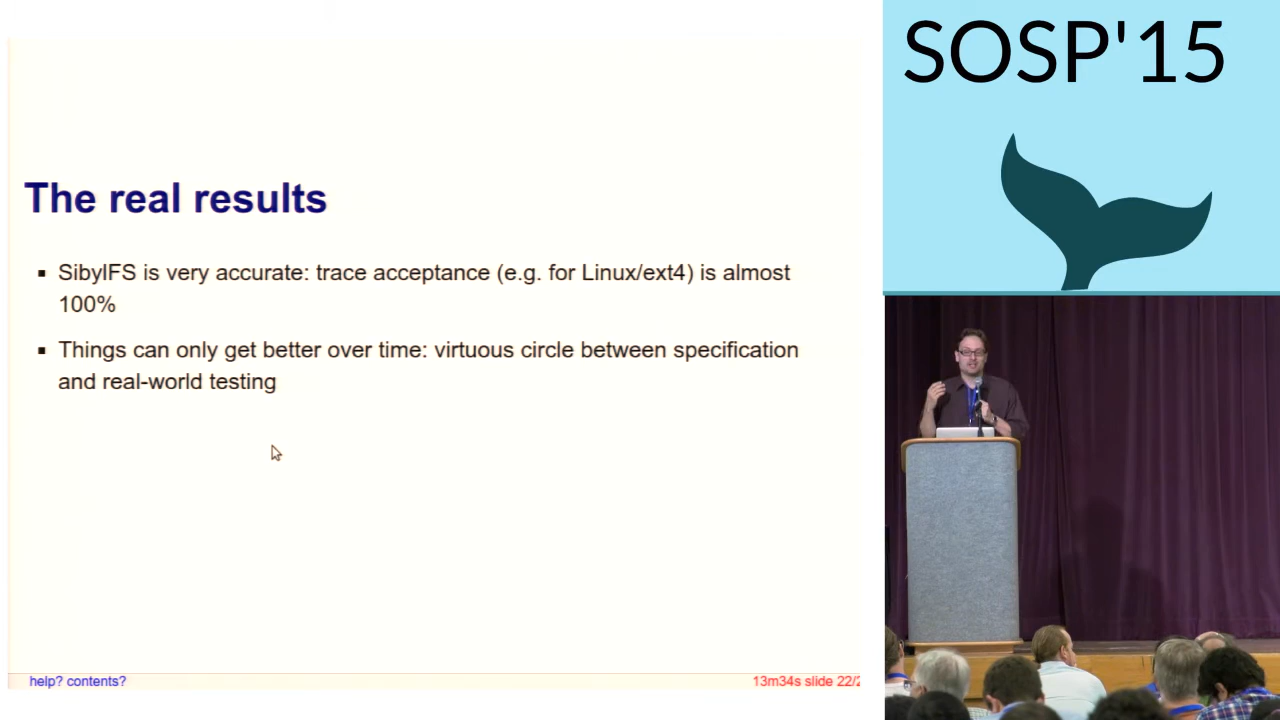 SOSP'15
The real results
SibylFS is very accurate: trace acceptance (e.g. for Linux/ext4) is almost
100%
Things can only get better over time: virtuous circle between specification
and real-world testing
help? contents?
13m34s slide 22/2